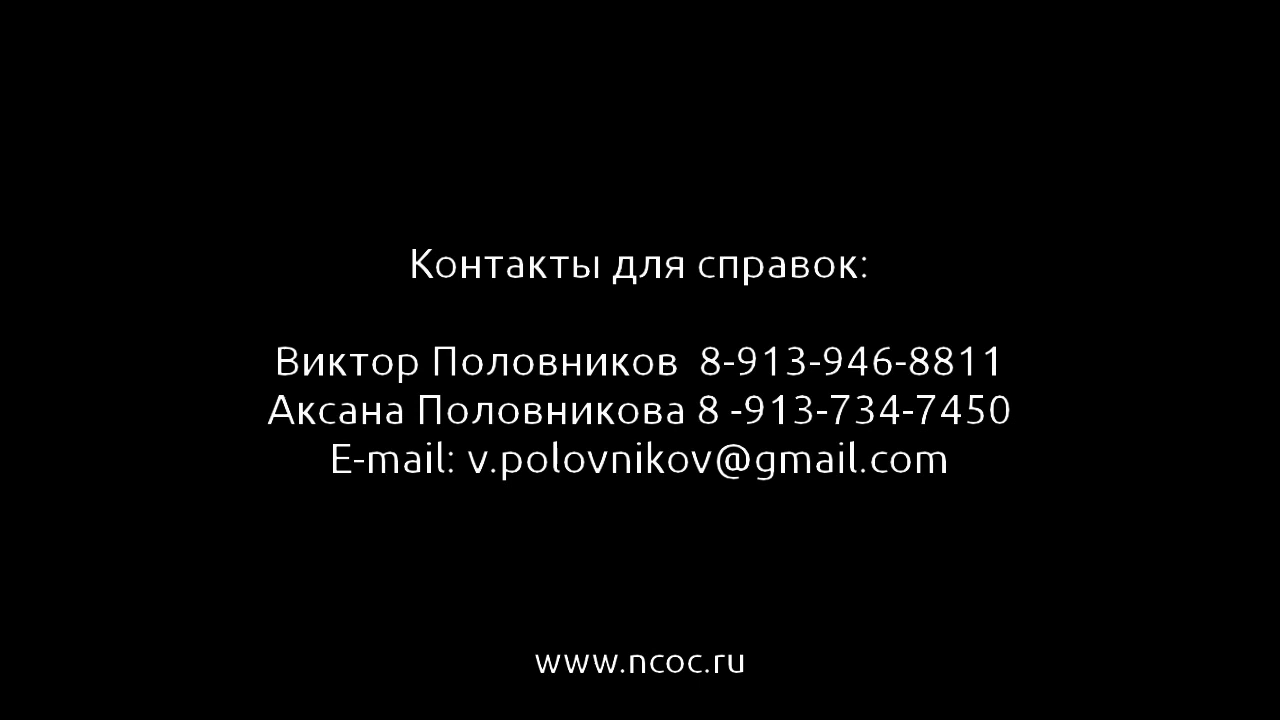 Контакты для справок:
Виктор Половников 8-913-946-8811
Аксана Половникова 8 -913-734-7450
E-mail: v.polovnikov@gmail.com
www.ncoc.ru